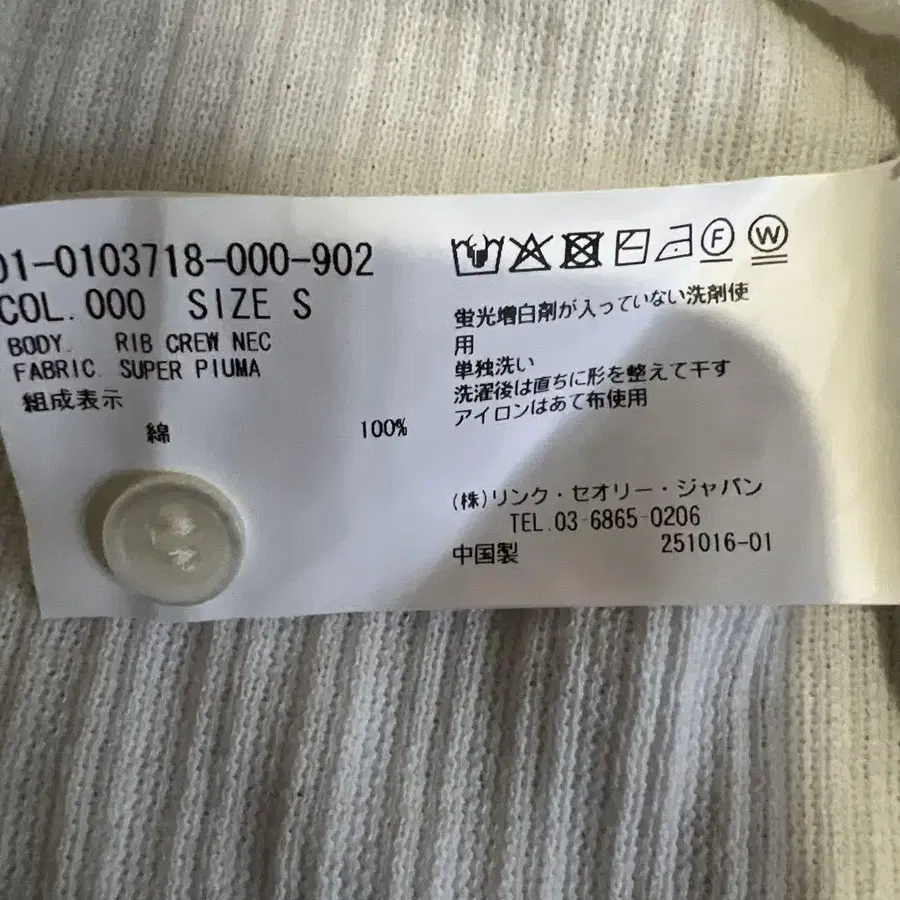 01-0103718-000-902
COL.000 SIZE S
BODY. RIB CREW NEC
FABRIC. SUPER PIUMA
組成表示
綿 100%
F W
蛍光増白剤が入っていない洗剤使
用
単独洗い
洗濯後は直ちに形を整えて干す
アイロンはあて布使用
(株)リンク・セオリー・ジャパン
TEL.03-6865-0206
中国製 251016-01